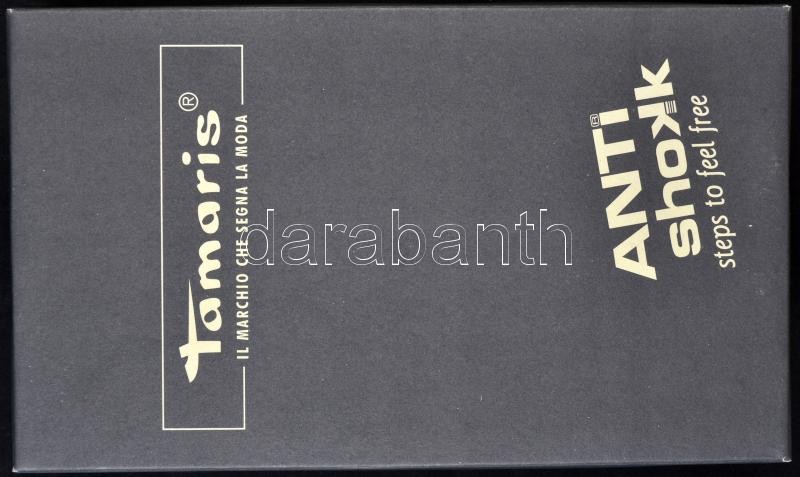 Tamaris®
IL MARCHIO CHE SEGNA LA MODA
ANTI®
shokk
steps to feel free
darabanth